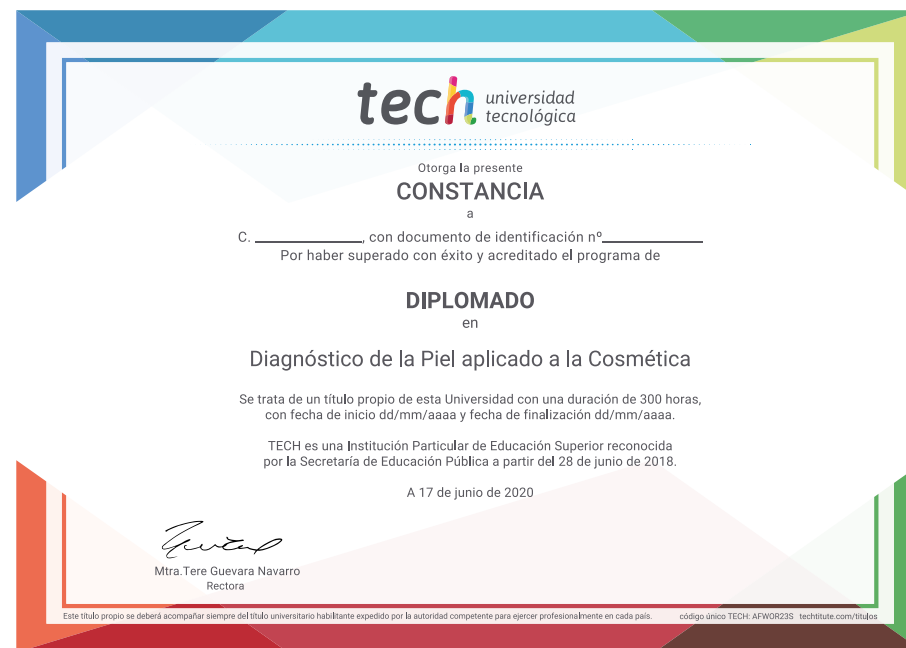 tech universidad
tecnológica
Otorga la presente
CONSTANCIA
a
C. ______________, con documento de identificación nº______________
Por haber superado con éxito y acreditado el programa de
DIPLOMADO
en
Diagnóstico de la Piel aplicado a la Cosmética
Se trata de un título propio de esta Universidad con una duración de 300 horas,
con fecha de inicio dd/mm/aaaa y fecha de finalización dd/mm/aaaa.
TECH es una Institución Particular de Educación Superior reconocida
por la Secretaría de Educación Pública a partir del 28 de junio de 2018.
A 17 de junio de 2020
Mtra.Tere Guevara Navarro
Rectora
Este título propio se deberá acompañar siempre del título universitario habilitante expedido por la autoridad competente para ejercer profesionalmente en cada país. código único TECH: AFWOR23S techtitute.com/titulos